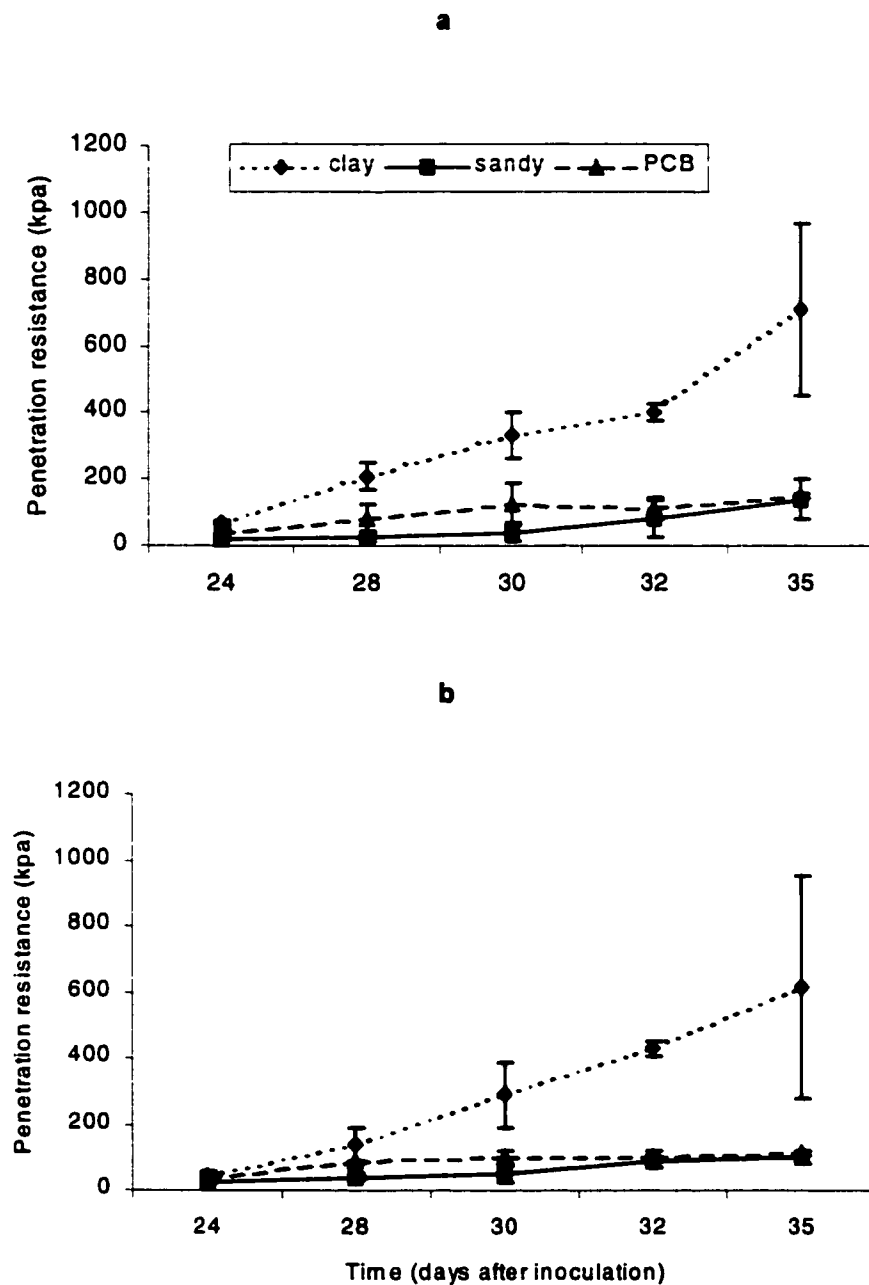 a
1200
clay sandy PCB
1000
800
600
400
200
0
Penetration resistance (kpa)
24 28 30 32 35
b
1200
1000
800
600
400
200
0
Penetration resistance (kpa)
24 28 30 32 35
Time (days after inoculation)